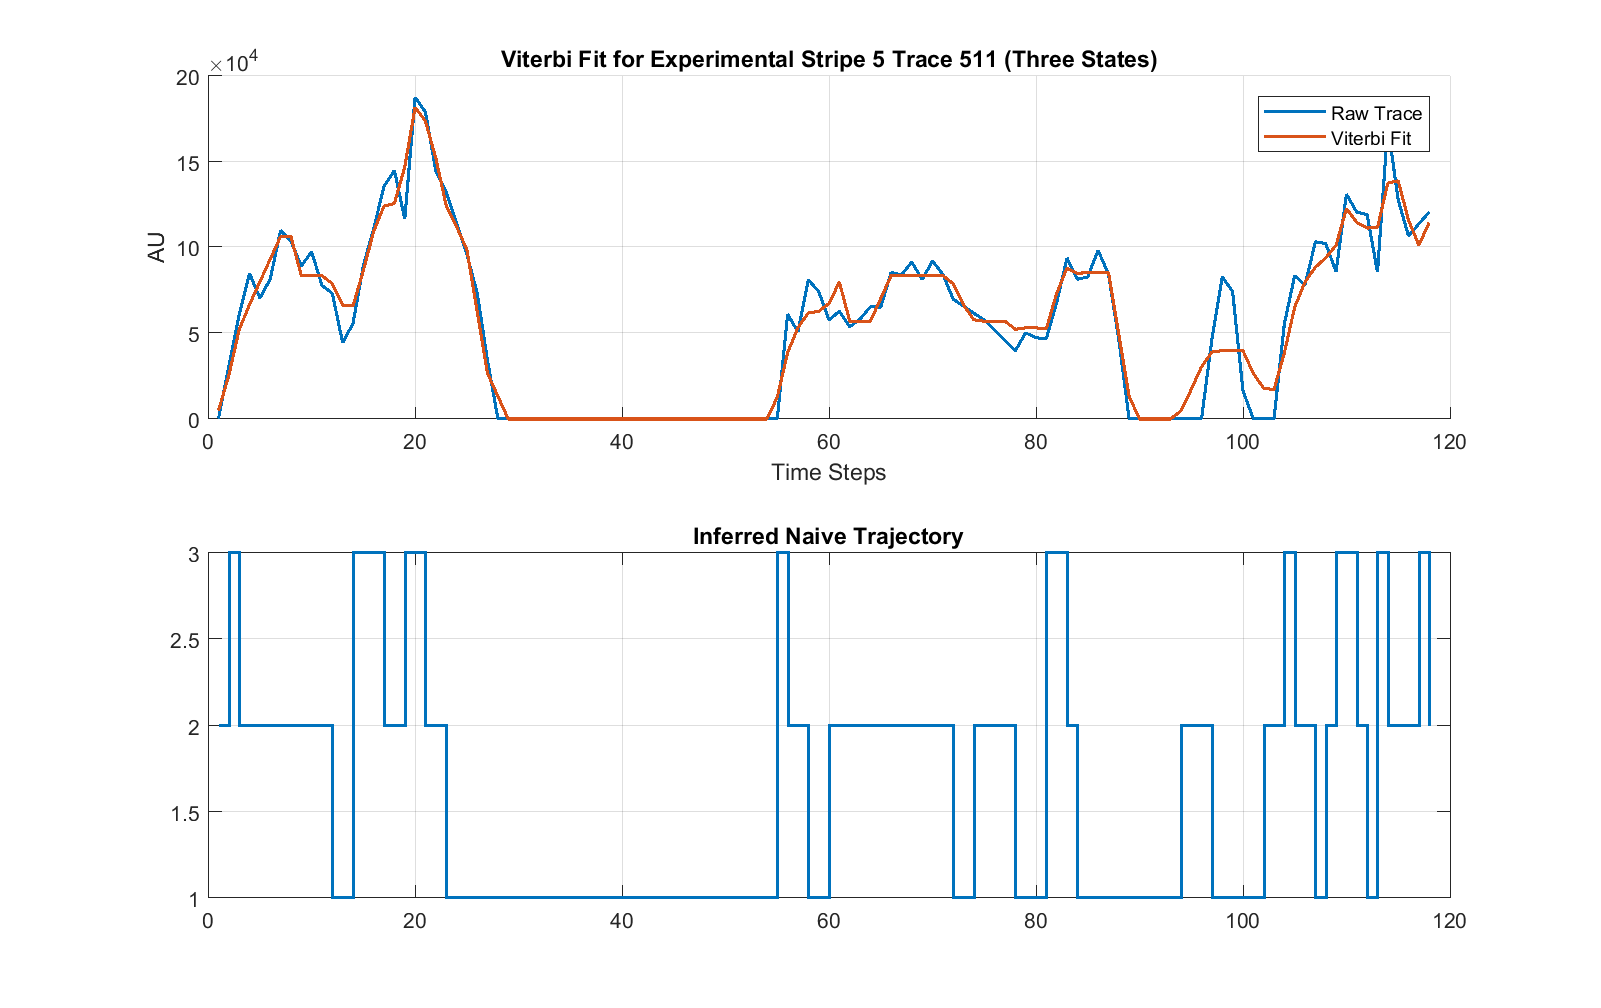 Viterbi Fit for Experimental Stripe 5 Trace 511 (Three States)
×10⁴
20
15
10
5
0
AU
Raw Trace
Viterbi Fit
0 20 40 60 80 100 120
Time Steps
Inferred Naive Trajectory
3
2.5
2
1.5
1
0 20 40 60 80 100 120